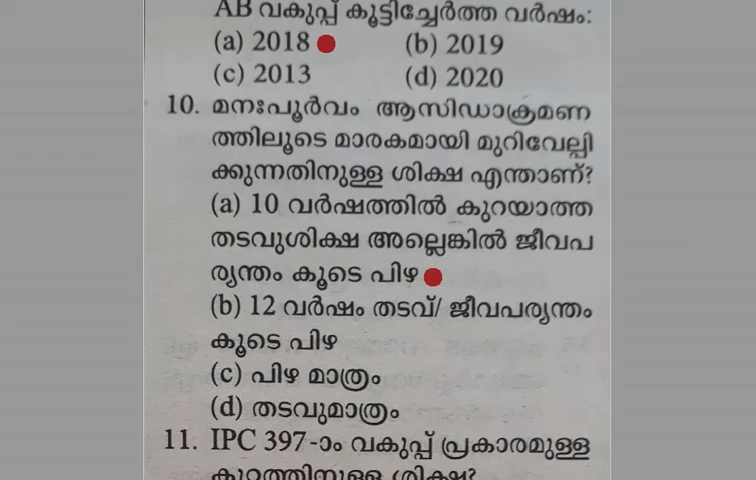 AB വകുപ്പ് കൂട്ടിച്ചേർത്ത വർഷം:
(a) 2018 (b) 2019
(c) 2013 (d) 2020
10. മനഃപൂർവം ആസിഡാക്രമണ
ത്തിലൂടെ മാരകമായി മുറിവേല്പി
ക്കുന്നതിനുള്ള ശിക്ഷ എന്താണ്?
(a) 10 വർഷത്തിൽ കുറയാത്ത
തടവുശിക്ഷ അല്ലെങ്കിൽ ജീവപ
ര്യന്തം കൂടെ പിഴ
(b) 12 വർഷം തടവ്/ ജീവപര്യന്തം
കൂടെ പിഴ
(c) പിഴ മാത്രം
(d) തടവുമാത്രം
11. IPC 397-ാം വകുപ്പ് പ്രകാരമുള്ള
കുറ്റത്തിനുള്ള ശിക്ഷ?